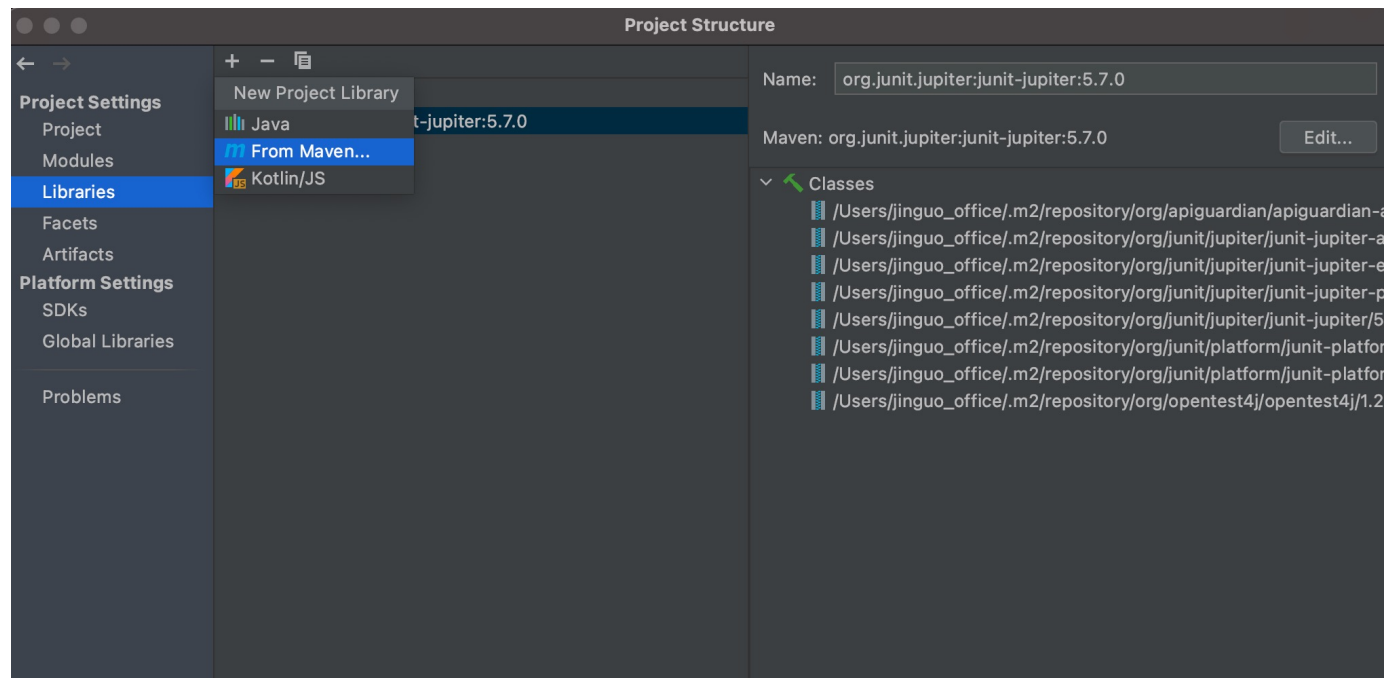 Project Structure
Project Settings
Project
Modules
Libraries
Facets
Artifacts
Platform Settings
SDKs
Global Libraries
Problems
New Project Library
Java
From Maven...
Kotlin/JS
t-jupiter:5.7.0
Name: org.junit.jupiter:junit-jupiter:5.7.0
Maven: org.junit.jupiter:junit-jupiter:5.7.0 Edit...
Classes
/Users/jinguo_office/.m2/repository/org/apiguardian/apiguardian-a
/Users/jinguo_office/.m2/repository/org/junit/jupiter/junit-jupiter-a
/Users/jinguo_office/.m2/repository/org/junit/jupiter/junit-jupiter-e
/Users/jinguo_office/.m2/repository/org/junit/jupiter/junit-jupiter-p
/Users/jinguo_office/.m2/repository/org/junit/jupiter/junit-jupiter/5
/Users/jinguo_office/.m2/repository/org/junit/platform/junit-platfor
/Users/jinguo_office/.m2/repository/org/junit/platform/junit-platfor
/Users/jinguo_office/.m2/repository/org/opentest4j/opentest4j/1.2